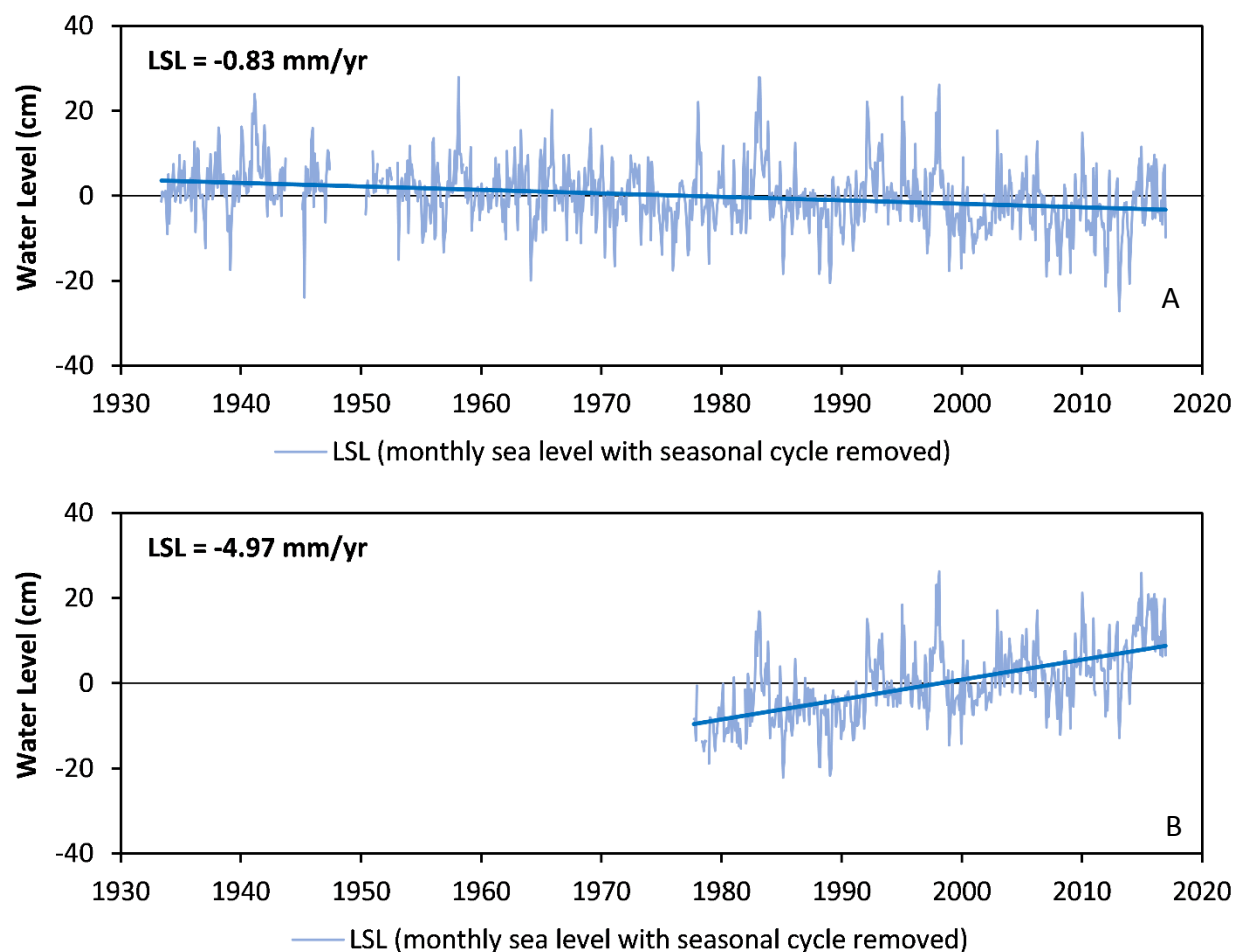 40
LSL = -0.83 mm/yr
20
Water Level (cm)
0
-20
A
-40
1930 1940 1950 1960 1970 1980 1990 2000 2010 2020
LSL (monthly sea level with seasonal cycle removed)
40
LSL = -4.97 mm/yr
20
Water Level (cm)
0
-20
B
-40
1930 1940 1950 1960 1970 1980 1990 2000 2010 2020
LSL (monthly sea level with seasonal cycle removed)